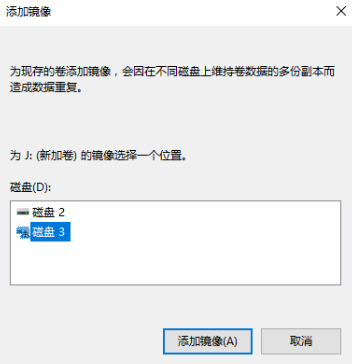 添加镜像
为现存的卷添加镜像，会因在不同磁盘上维持卷数据的多份副本而
造成数据重复。
为 J: (新加卷) 的镜像选择一个位置。
磁盘(D):
磁盘 2
磁盘 3
添加镜像(A)
取消